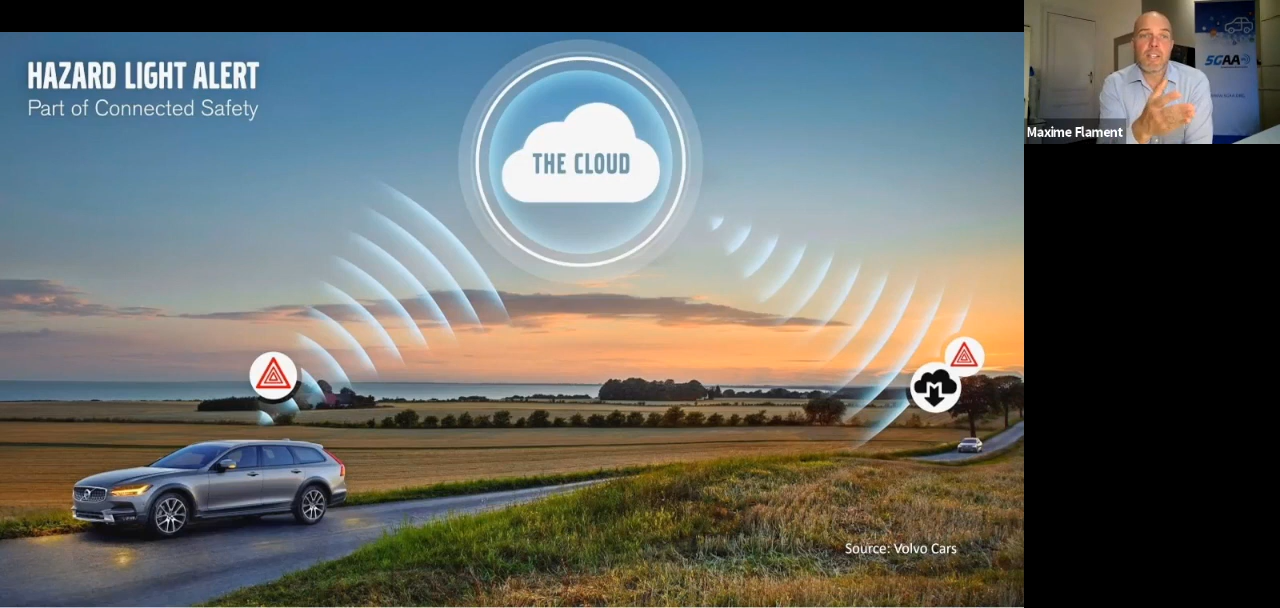 HAZARD LIGHT ALERT
Part of Connected Safety
THE CLOUD
Source: Volvo Cars
5GAA
Maxime Flament